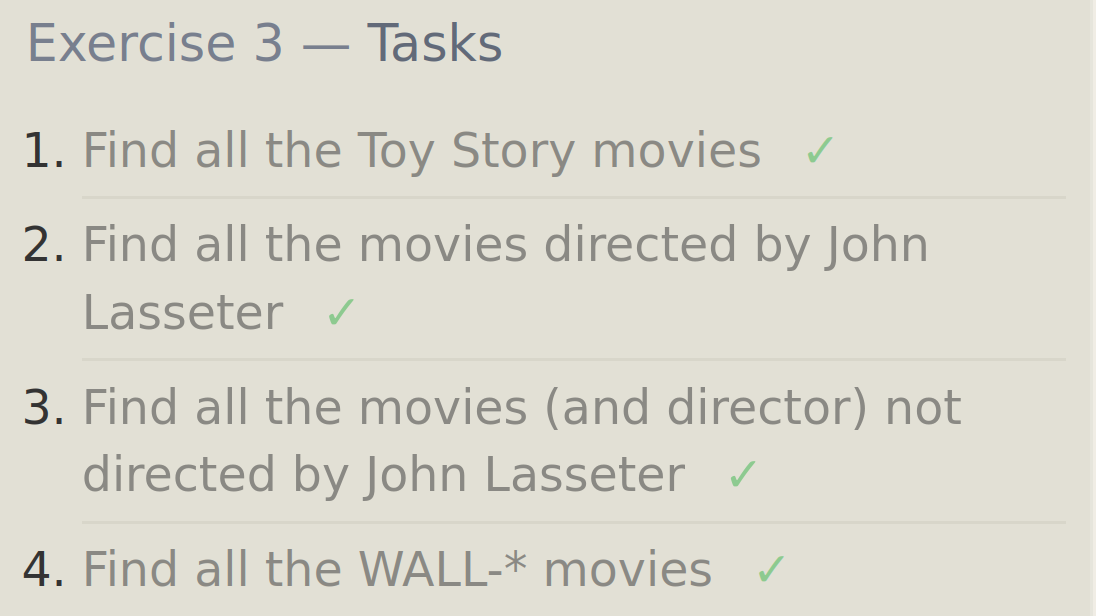 Exercise 3 — Tasks
1. Find all the Toy Story movies ✓
2. Find all the movies directed by John
Lasseter ✓
3. Find all the movies (and director) not
directed by John Lasseter ✓
4. Find all the WALL-* movies ✓